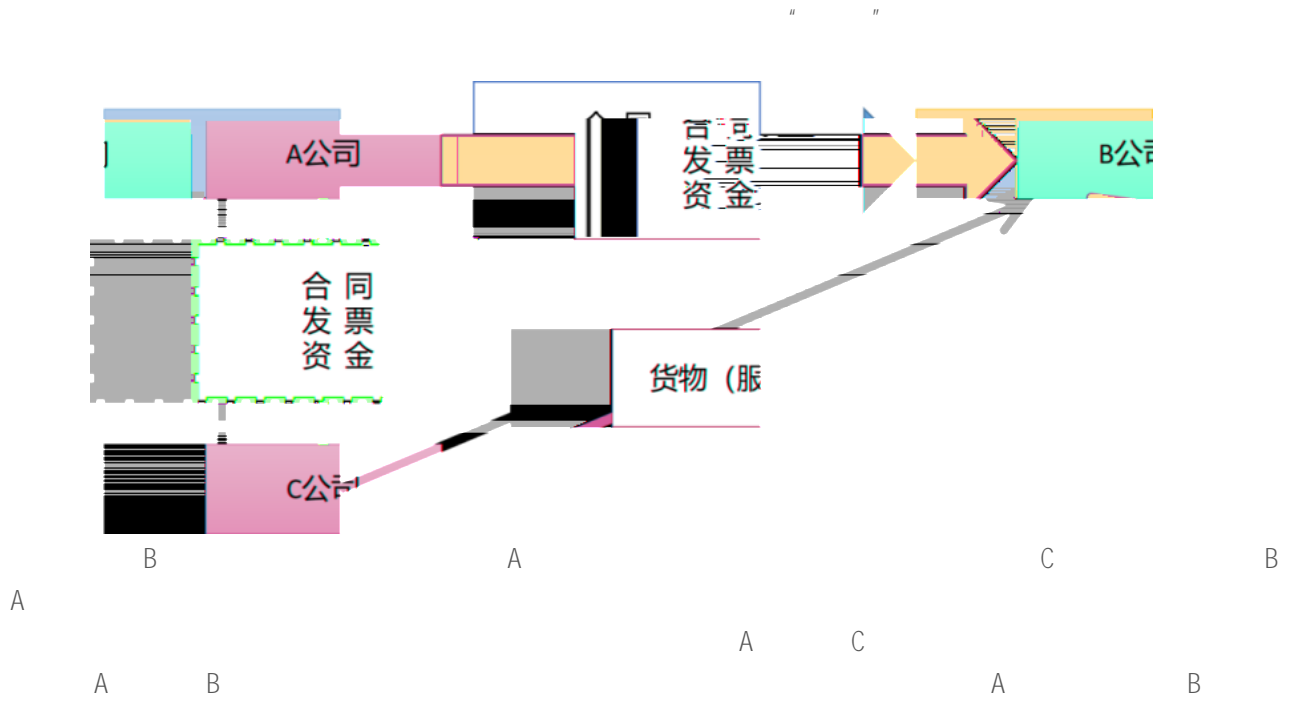 “ ”
A公司
B公司
合 同
发 票
资 金
合 同
发 票
资 金
货物（服
C公司
B A C B
A
A C
A B A B